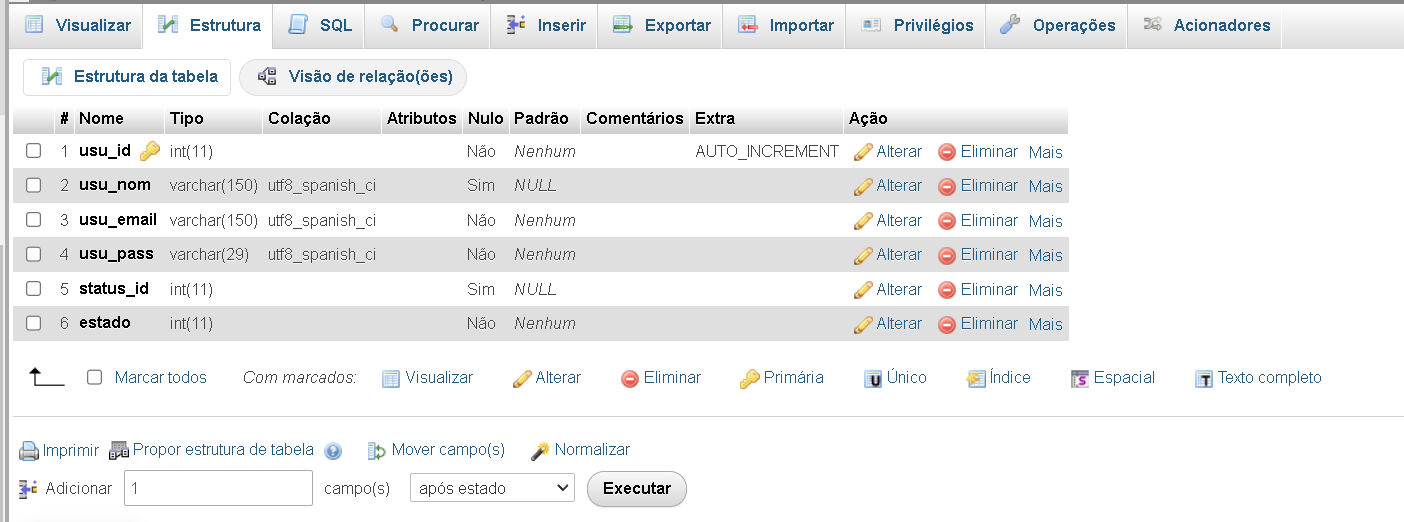 Visualizar Estrutura SQL Procurar Inserir Exportar Importar Privilégios Operações Acionadores
Estrutura da tabela Visão de relação(ões)
# Nome Tipo Colação Atributos Nulo Padrão Comentários Extra Ação
1 usu_id int(11) Não Nenhum AUTO_INCREMENT Alterar Eliminar Mais
2 usu_nom varchar(150) utf8_spanish_ci Sim NULL Alterar Eliminar Mais
3 usu_email varchar(150) utf8_spanish_ci Não Nenhum Alterar Eliminar Mais
4 usu_pass varchar(29) utf8_spanish_ci Não Nenhum Alterar Eliminar Mais
5 status_id int(11) Sim NULL Alterar Eliminar Mais
6 estado int(11) Não Nenhum Alterar Eliminar Mais
Marcar todos Com marcados: Visualizar Alterar Eliminar Primária Único Índice Espacial Texto completo
Imprimir Propor estrutura de tabela Mover campo(s) Normalizar
Adicionar 1 campo(s) após estado Executar